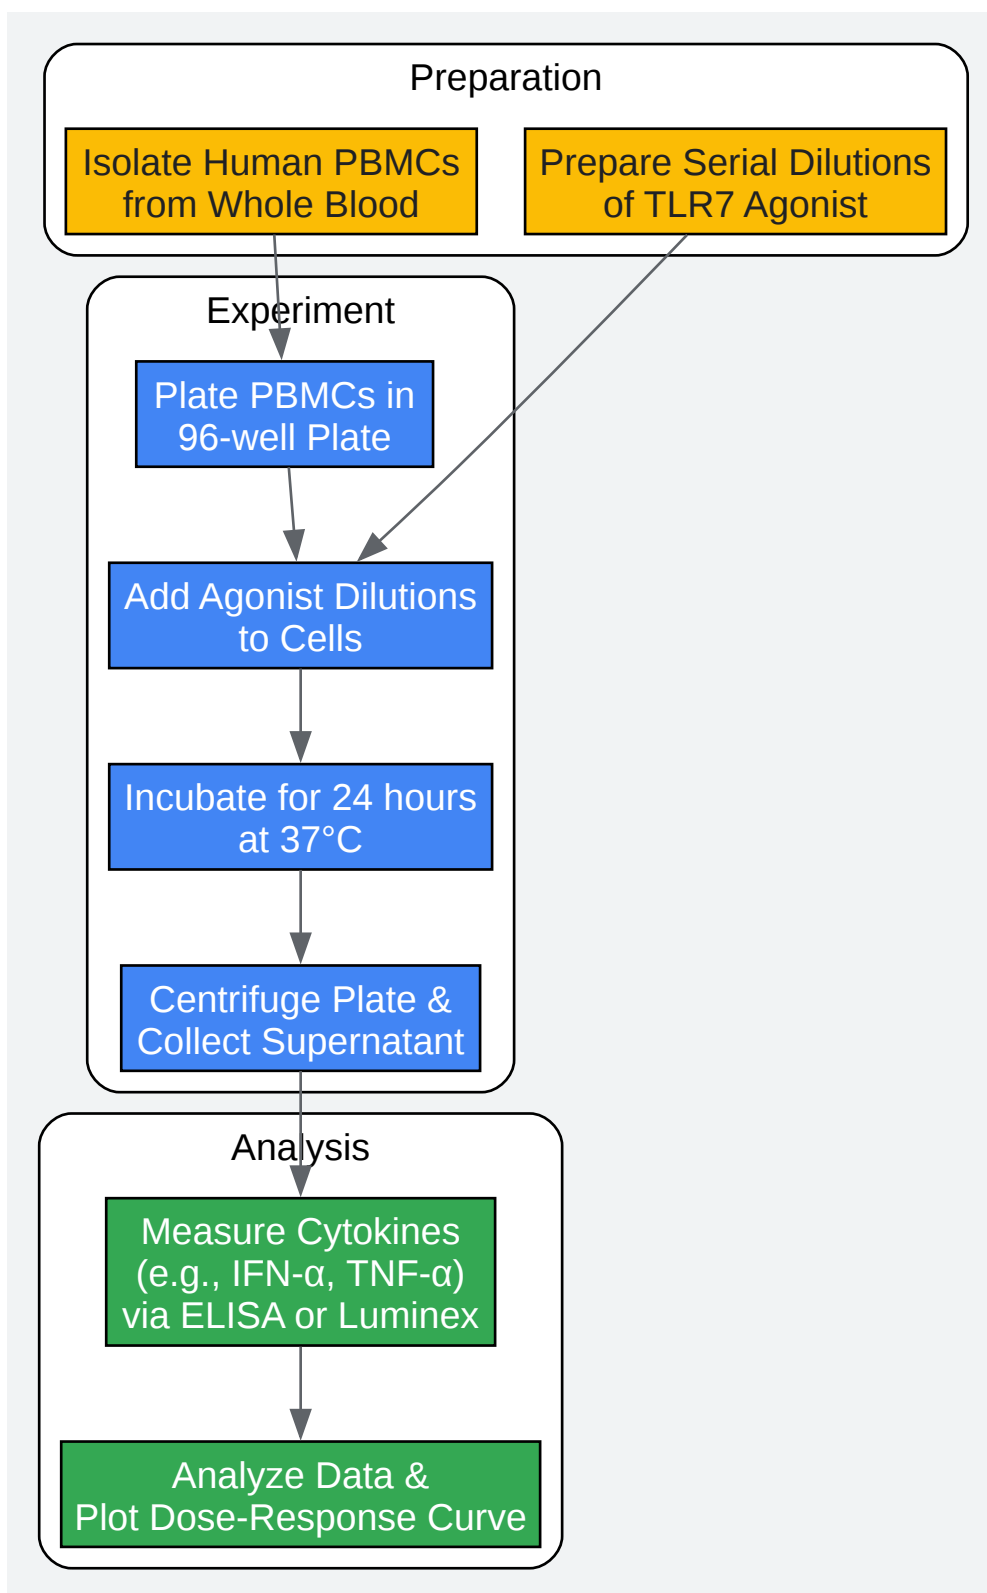 Preparation
Isolate Human PBMCs
from Whole Blood
Prepare Serial Dilutions
of TLR7 Agonist
Experiment
Plate PBMCs in
96-well Plate
Add Agonist Dilutions
to Cells
Incubate for 24 hours
at 37°C
Centrifuge Plate &
Collect Supernatant
Analysis
Measure Cytokines
(e.g., IFN-α, TNF-α)
via ELISA or Luminex
Analyze Data &
Plot Dose-Response Curve